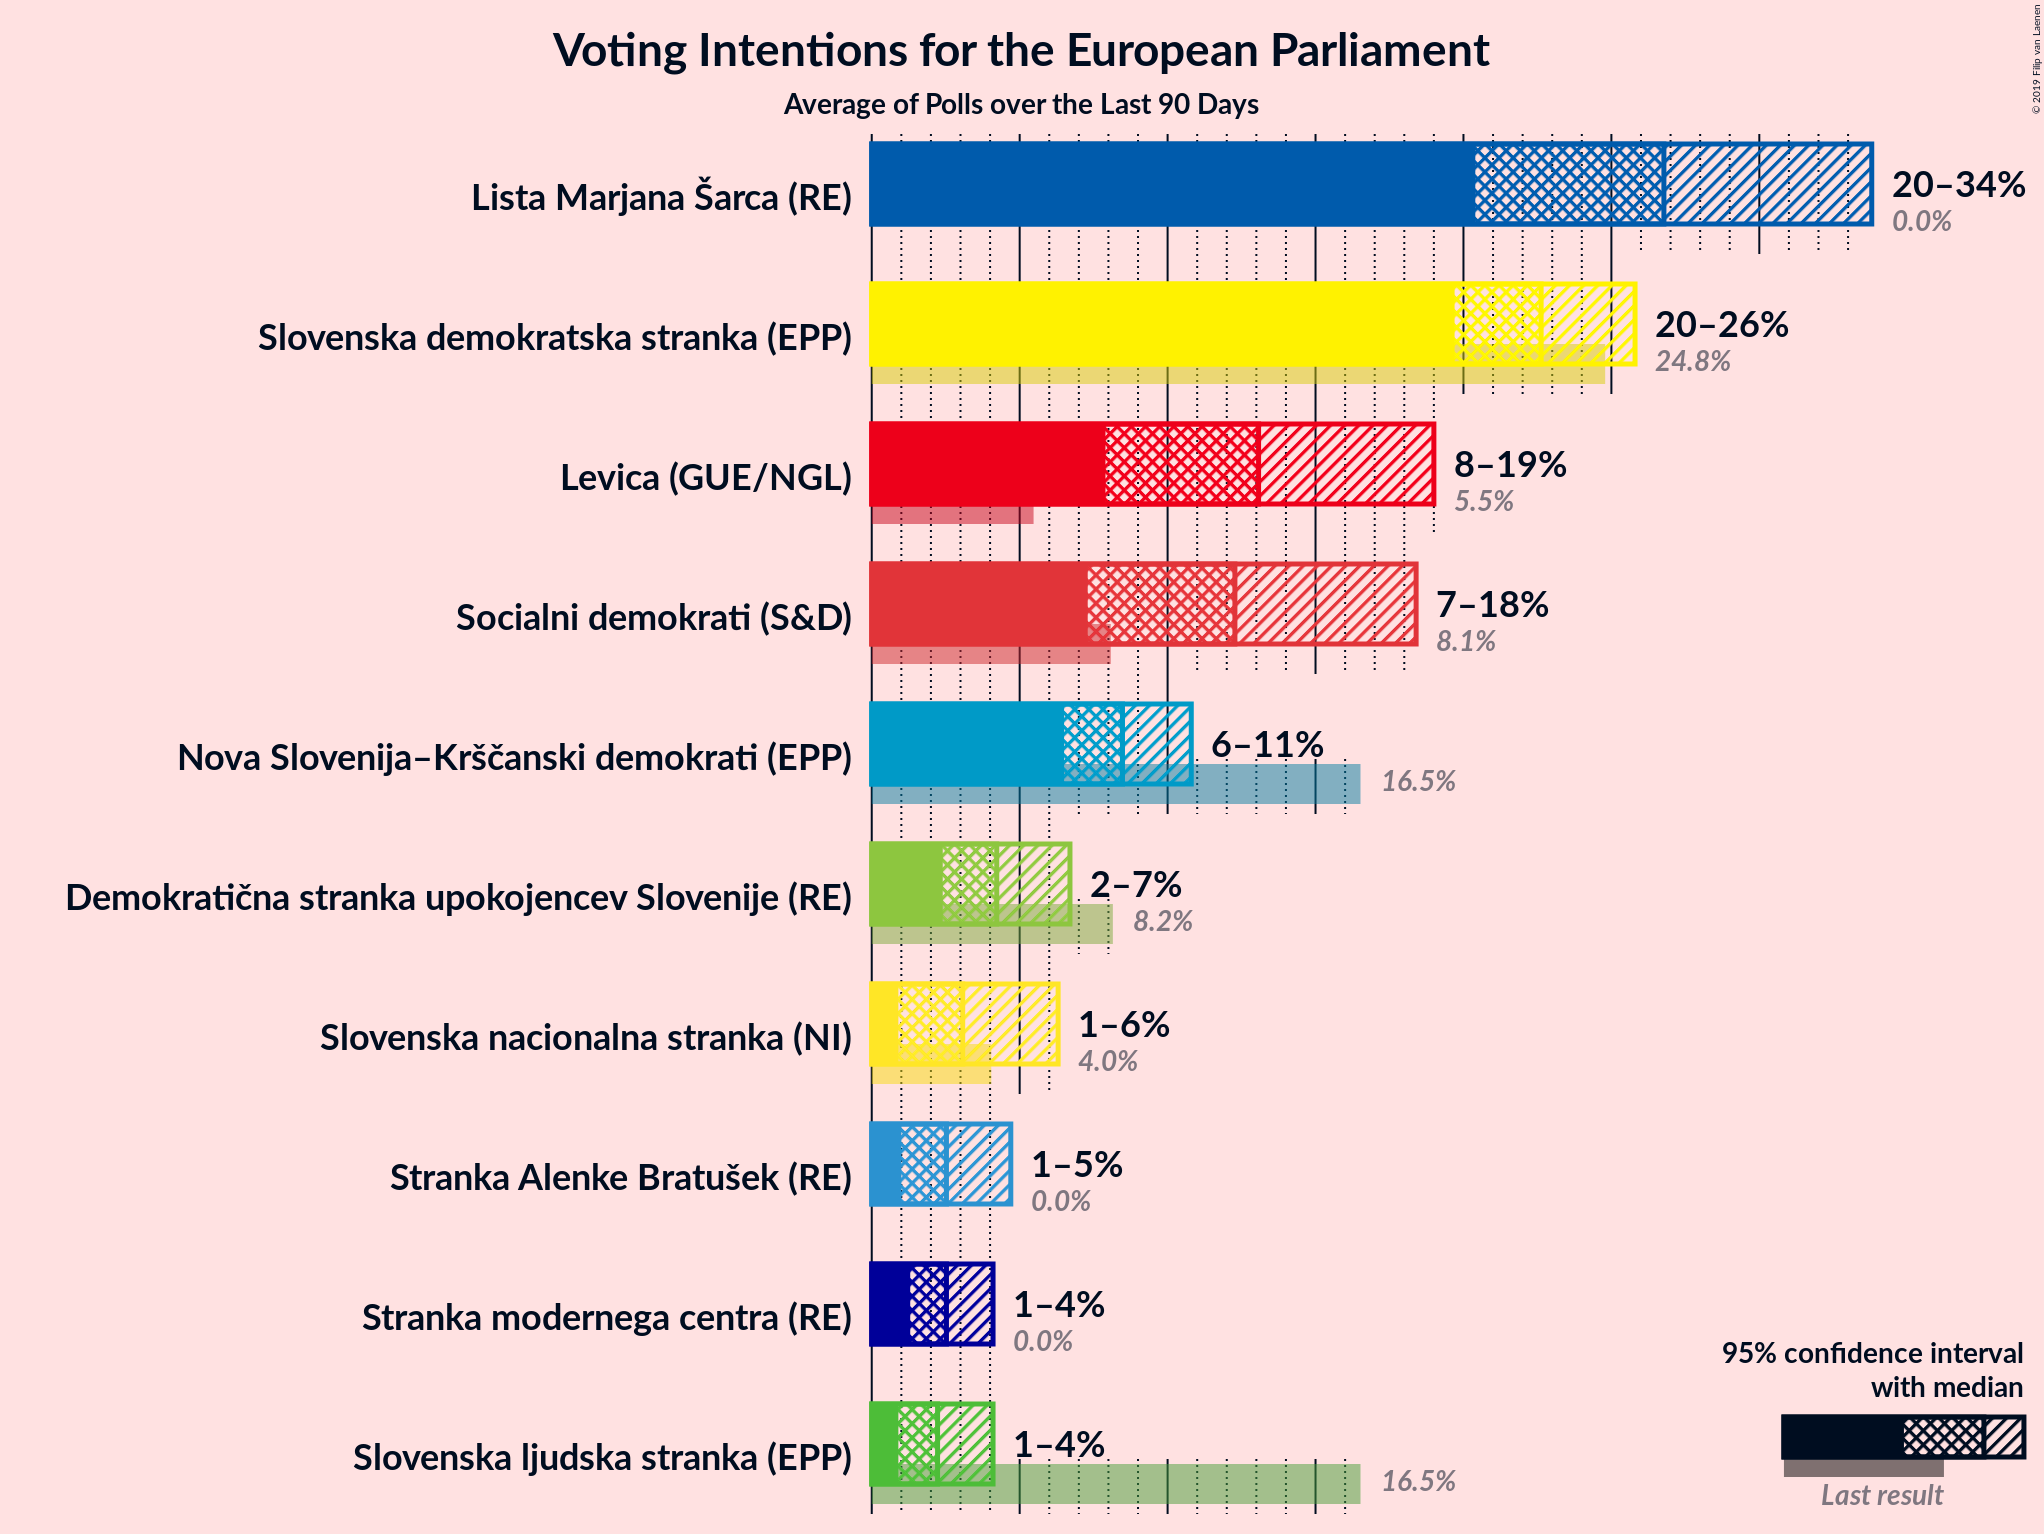 Voting Intentions for the European Parliament
Average of Polls over the Last 90 Days
© 2019 Filip van Laenen
Lista Marjana Šarca (RE)
20–34%
0.0%
Slovenska demokratska stranka (EPP)
20–26%
24.8%
Levica (GUE/NGL)
8–19%
5.5%
Socialni demokrati (S&D)
7–18%
8.1%
Nova Slovenija–Krščanski demokrati (EPP)
6–11%
16.5%
Demokratična stranka upokojencev Slovenije (RE)
2–7%
8.2%
Slovenska nacionalna stranka (NI)
1–6%
4.0%
Stranka Alenke Bratušek (RE)
1–5%
0.0%
Stranka modernega centra (RE)
1–4%
0.0%
Slovenska ljudska stranka (EPP)
1–4%
16.5%
95% confidence interval
with median
Last result